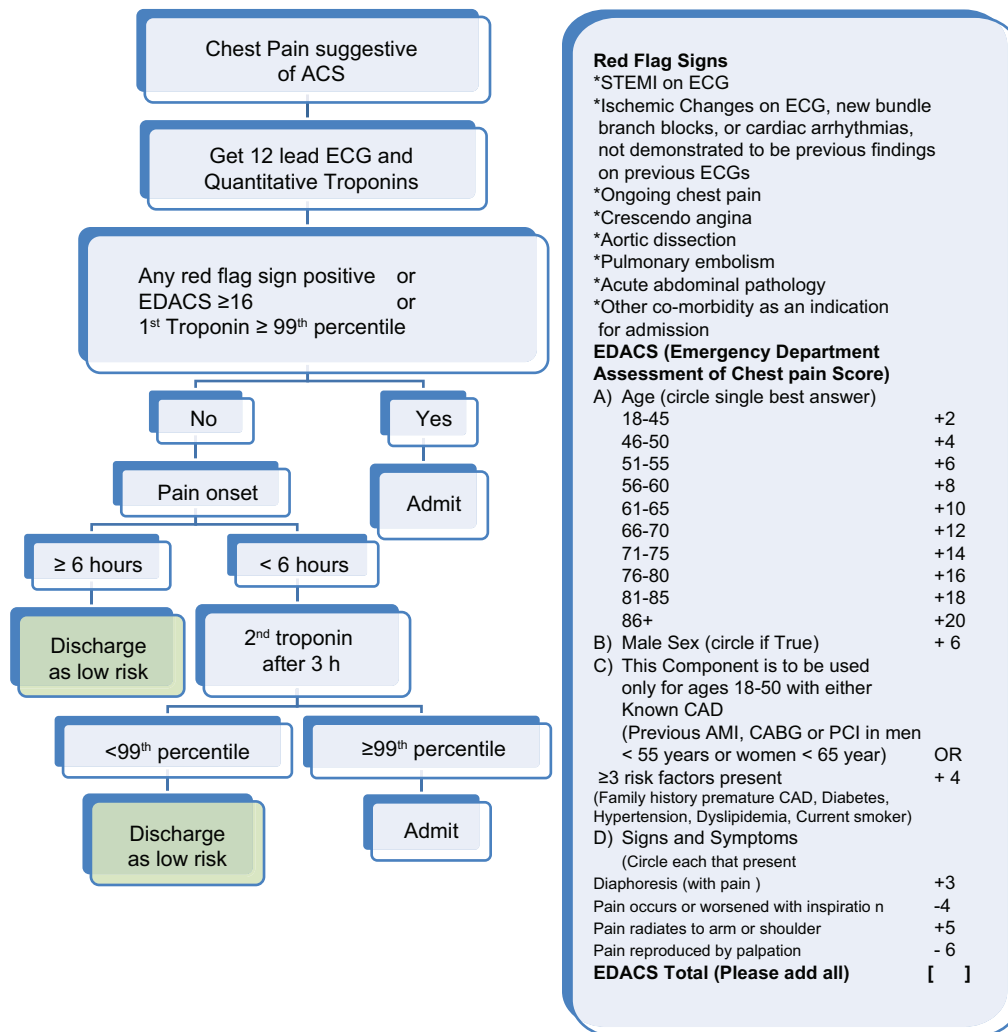 Chest Pain suggestive
of ACS
Get 12 lead ECG and
Quantitative Troponins
Any red flag sign positive or
EDACS ≥16 or
1st Troponin ≥ 99th percentile
No
Yes
Pain onset
Admit
≥ 6 hours
< 6 hours
Discharge
as low risk
2nd troponin
after 3 h
<99th percentile
≥99th percentile
Discharge
as low risk
Admit
Red Flag Signs
*STEMI on ECG
*Ischemic Changes on ECG, new bundle
branch blocks, or cardiac arrhythmias,
not demonstrated to be previous findings
on previous ECGs
*Ongoing chest pain
*Crescendo angina
*Aortic dissection
*Pulmonary embolism
*Acute abdominal pathology
*Other co-morbidity as an indication
for admission
EDACS (Emergency Department
Assessment of Chest pain Score)
A) Age (circle single best answer)
18-45 +2
46-50 +4
51-55 +6
56-60 +8
61-65 +10
66-70 +12
71-75 +14
76-80 +16
81-85 +18
86+ +20
B) Male Sex (circle if True) + 6
C) This Component is to be used
only for ages 18-50 with either
Known CAD
(Previous AMI, CABG or PCI in men
< 55 years or women < 65 year) OR
≥3 risk factors present + 4
(Family history premature CAD, Diabetes,
Hypertension, Dyslipidemia, Current smoker)
D) Signs and Symptoms
(Circle each that present
Diaphoresis (with pain ) +3
Pain occurs or worsened with inspiratio n -4
Pain radiates to arm or shoulder +5
Pain reproduced by palpation - 6
EDACS Total (Please add all) [ ]